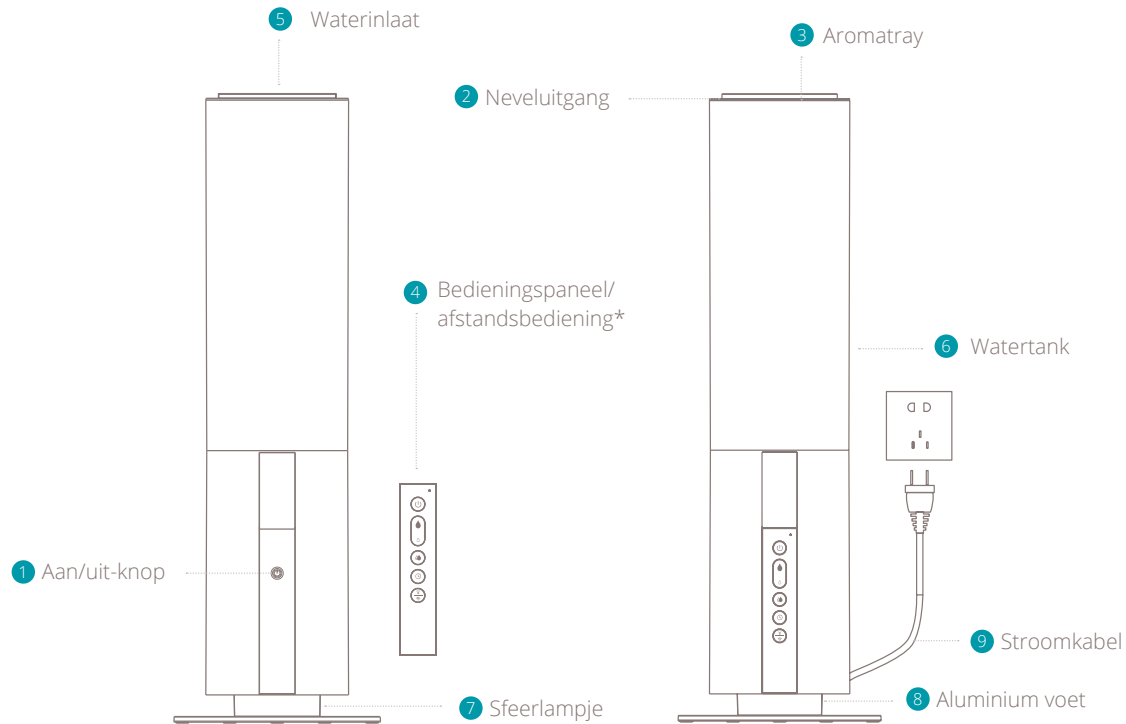 5 Waterinlaat
3 Aromatray
2 Neveluitgang
4 Bedieningspaneel/
afstandsbediening*
6 Watertank
1 Aan/uit-knop
9 Stroomkabel
7 Sfeerlampje
8 Aluminium voet